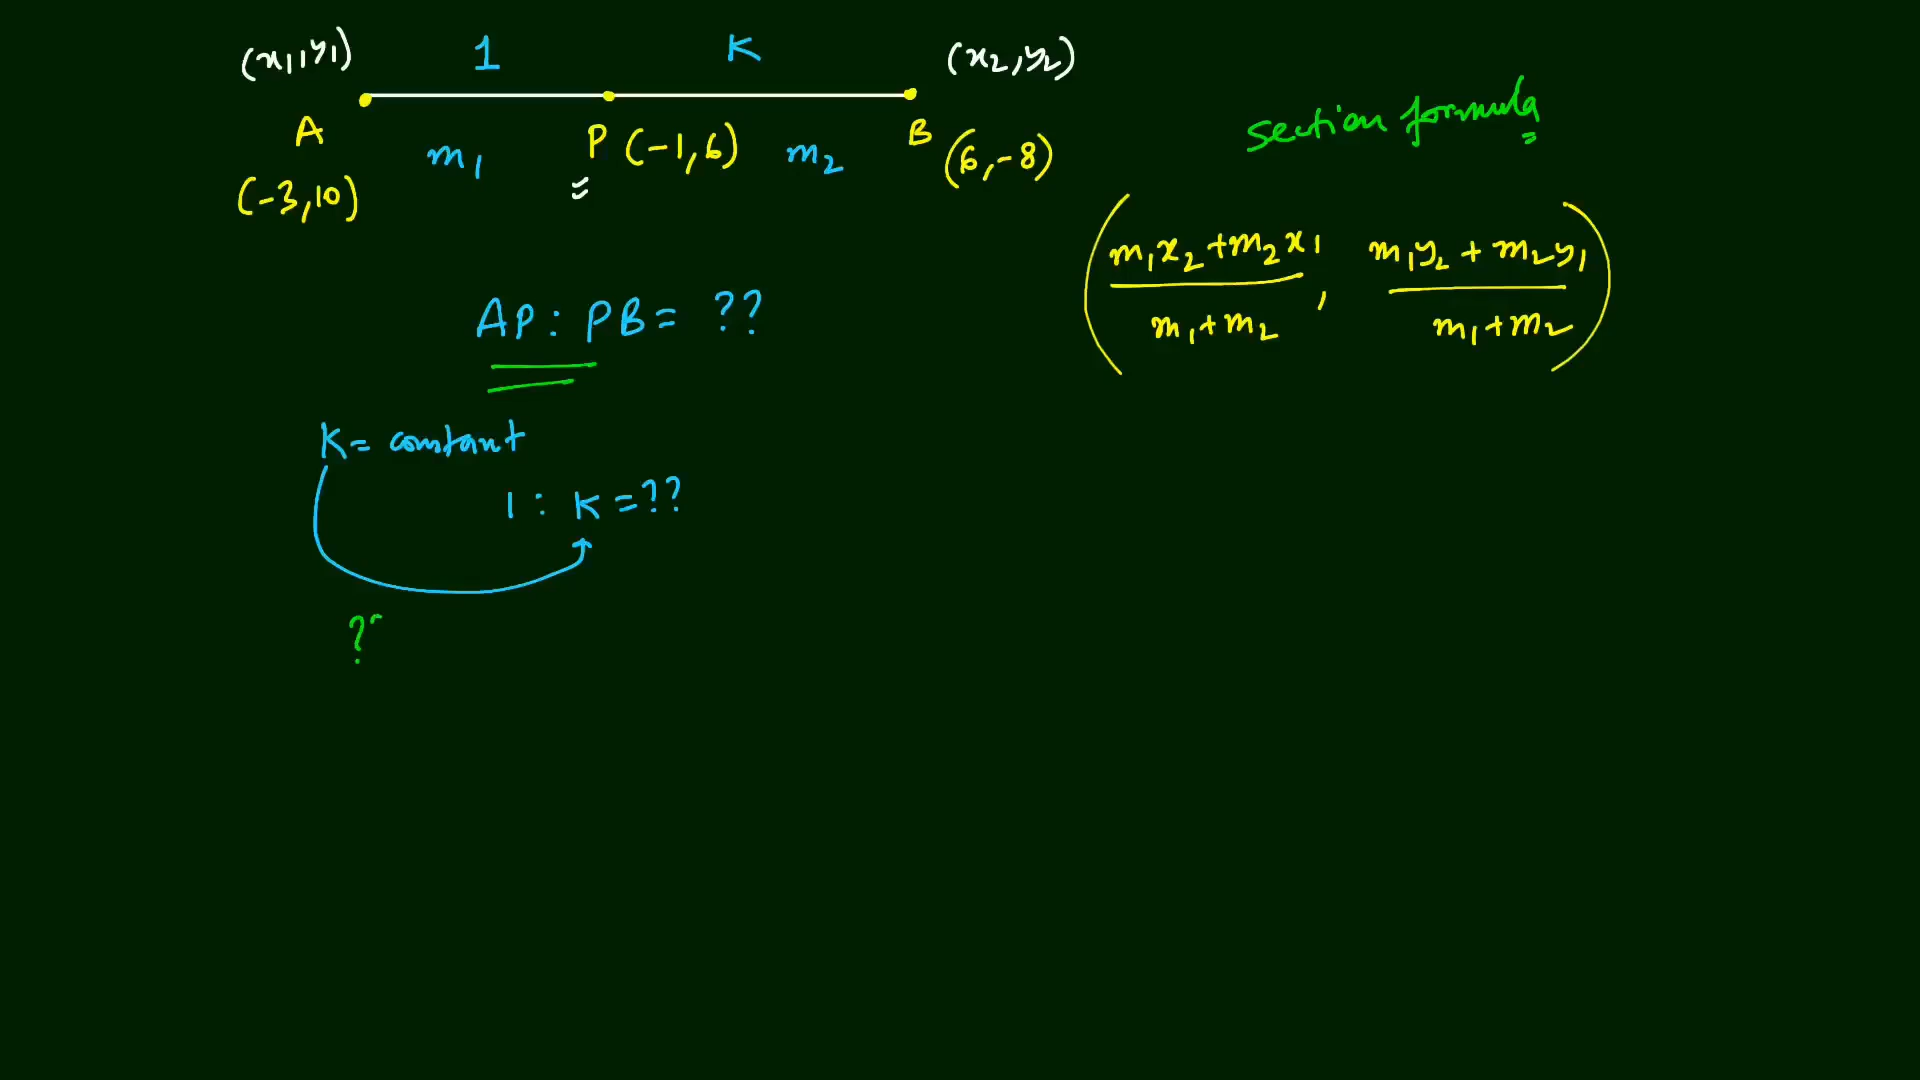 (x₁,y₁) 1 K (x₂,y₂)
A m₁ P (-1,6) m₂ B (6,-8)
(-3,10)
section formula
(m₁x₂+m₂x₁/m₁+m₂, m₁y₂+m₂y₁/m₁+m₂)
AP: PB= ??
K= constant
1: K=??
?